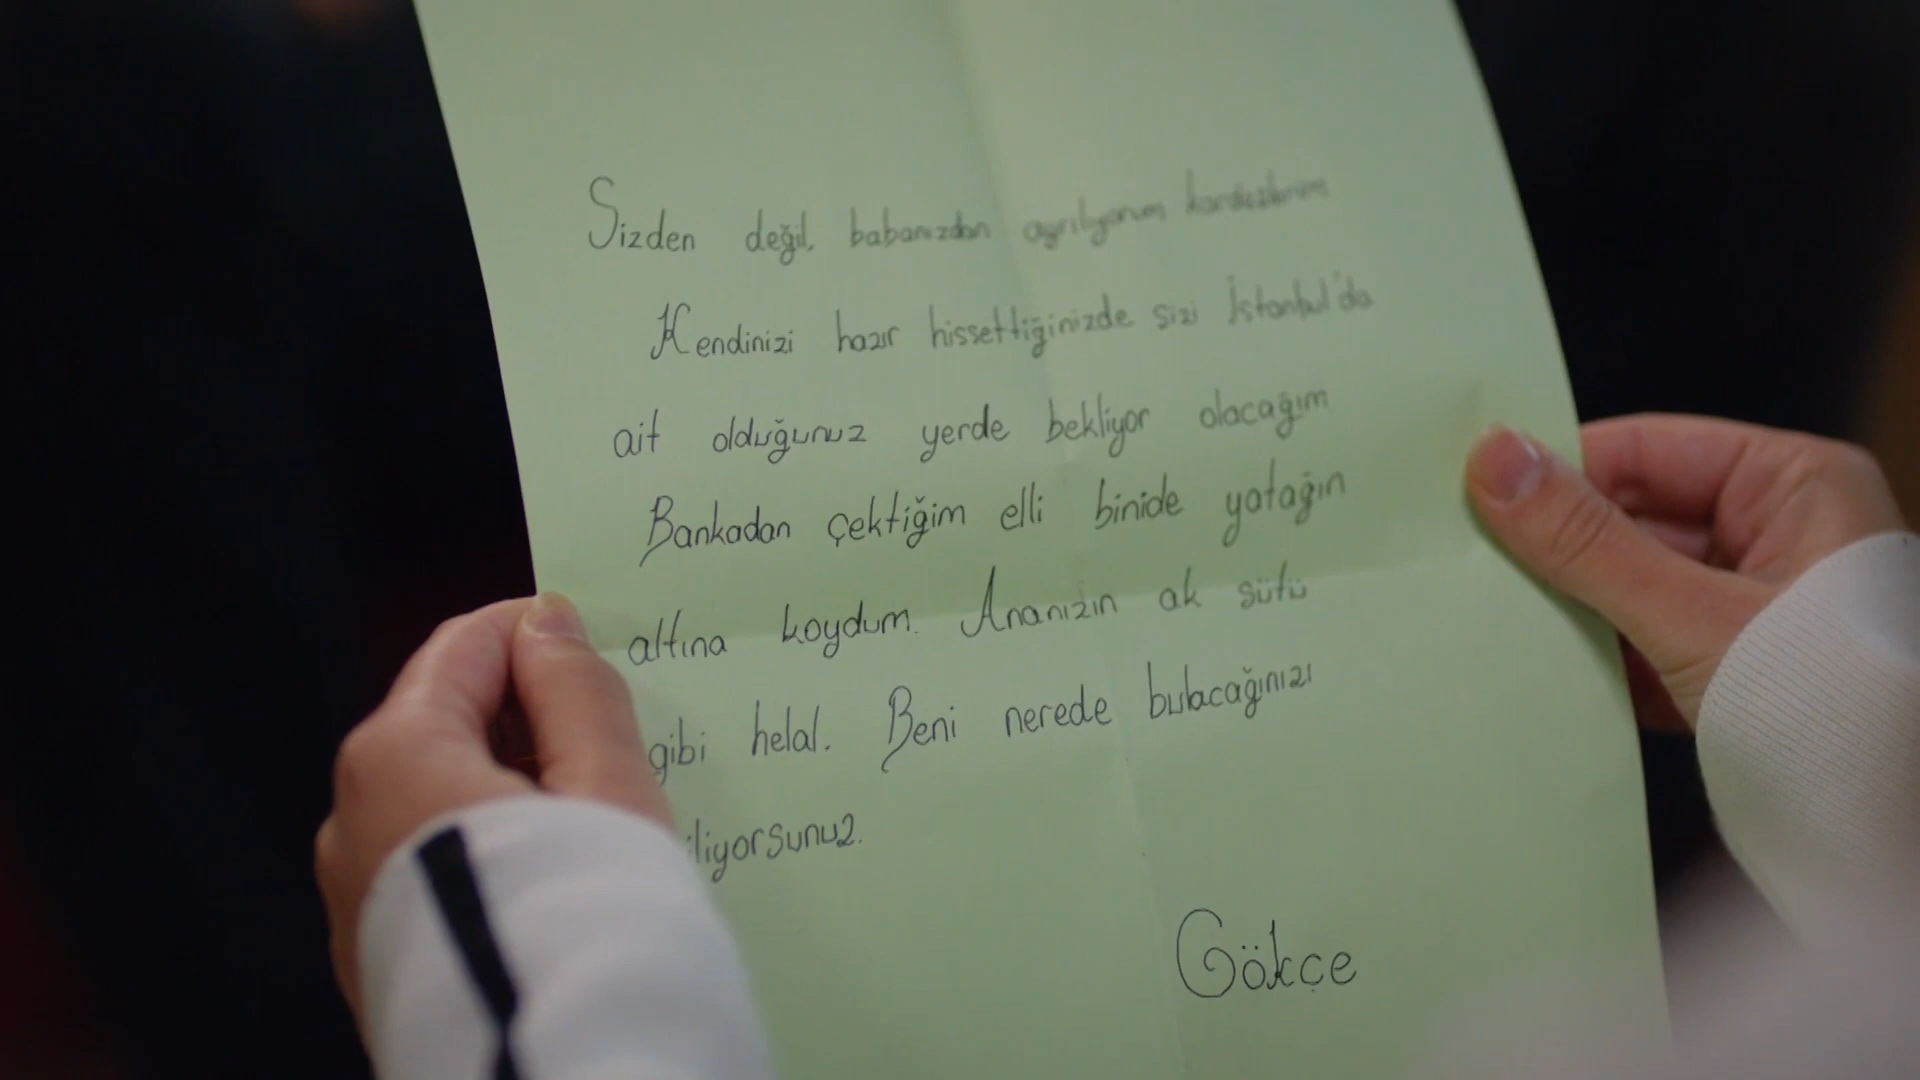 Sizden değil, babanızdan ayrılıyorum kardeşlerim
Kendinizi hazır hissettiğinizde sizi İstanbul'da
ait olduğunuz yerde bekliyor olacağım
Bankadan çektiğim elli binide yatağın
altına koydum. Ananızın ak sütü
gibi helal. Beni nerede bulacağınızı
iliyorsunuz.
Gökçe